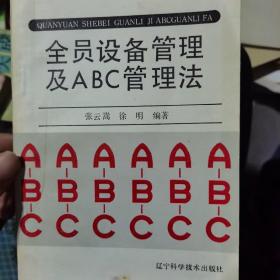 QUANYUAN SHEBEI GUANLI JI ABCGUANLI FA
全员设备管理
及ABC管理法
张云嵩 徐明 编著
A A A A A A
B B B B B B
C C C C C C
辽宁科学技术出版社